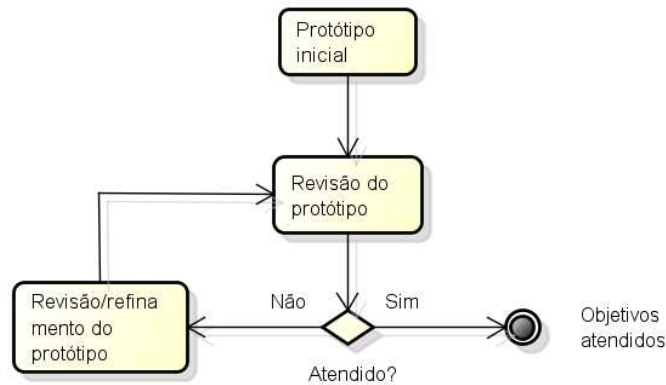 Protótipo
inicial
Revisão do
protótipo
Revisão/refina
mento do
protótipo
Não
Sim
Atendido?
Objetivos
atendidos